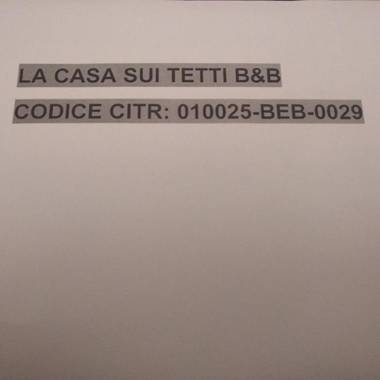 LA CASA SUI TETTI B&B
CODICE CITR: 010025-BEB-0029